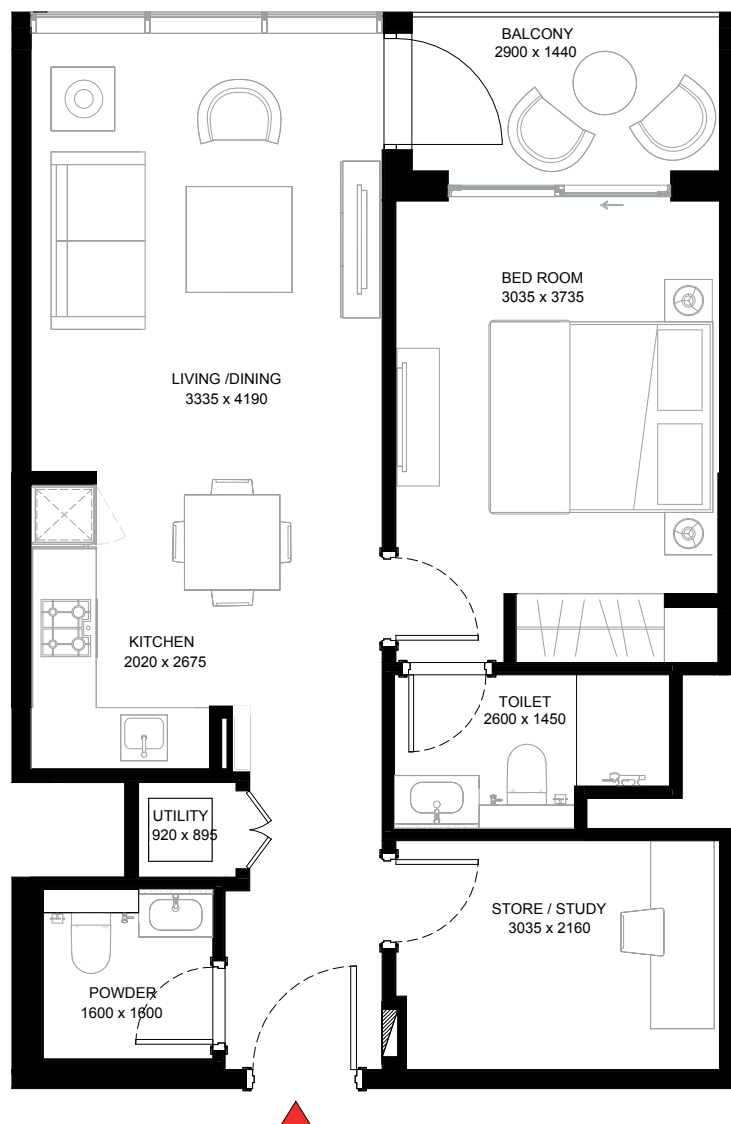 BALCONY
2900 x 1440
BED ROOM
3035 x 3735
LIVING /DINING
3335 x 4190
KITCHEN
2020 x 2675
TOILET
2600 x 1450
UTILITY
920 x 895
STORE / STUDY
3035 x 2160
POWDER
1600 x 1600